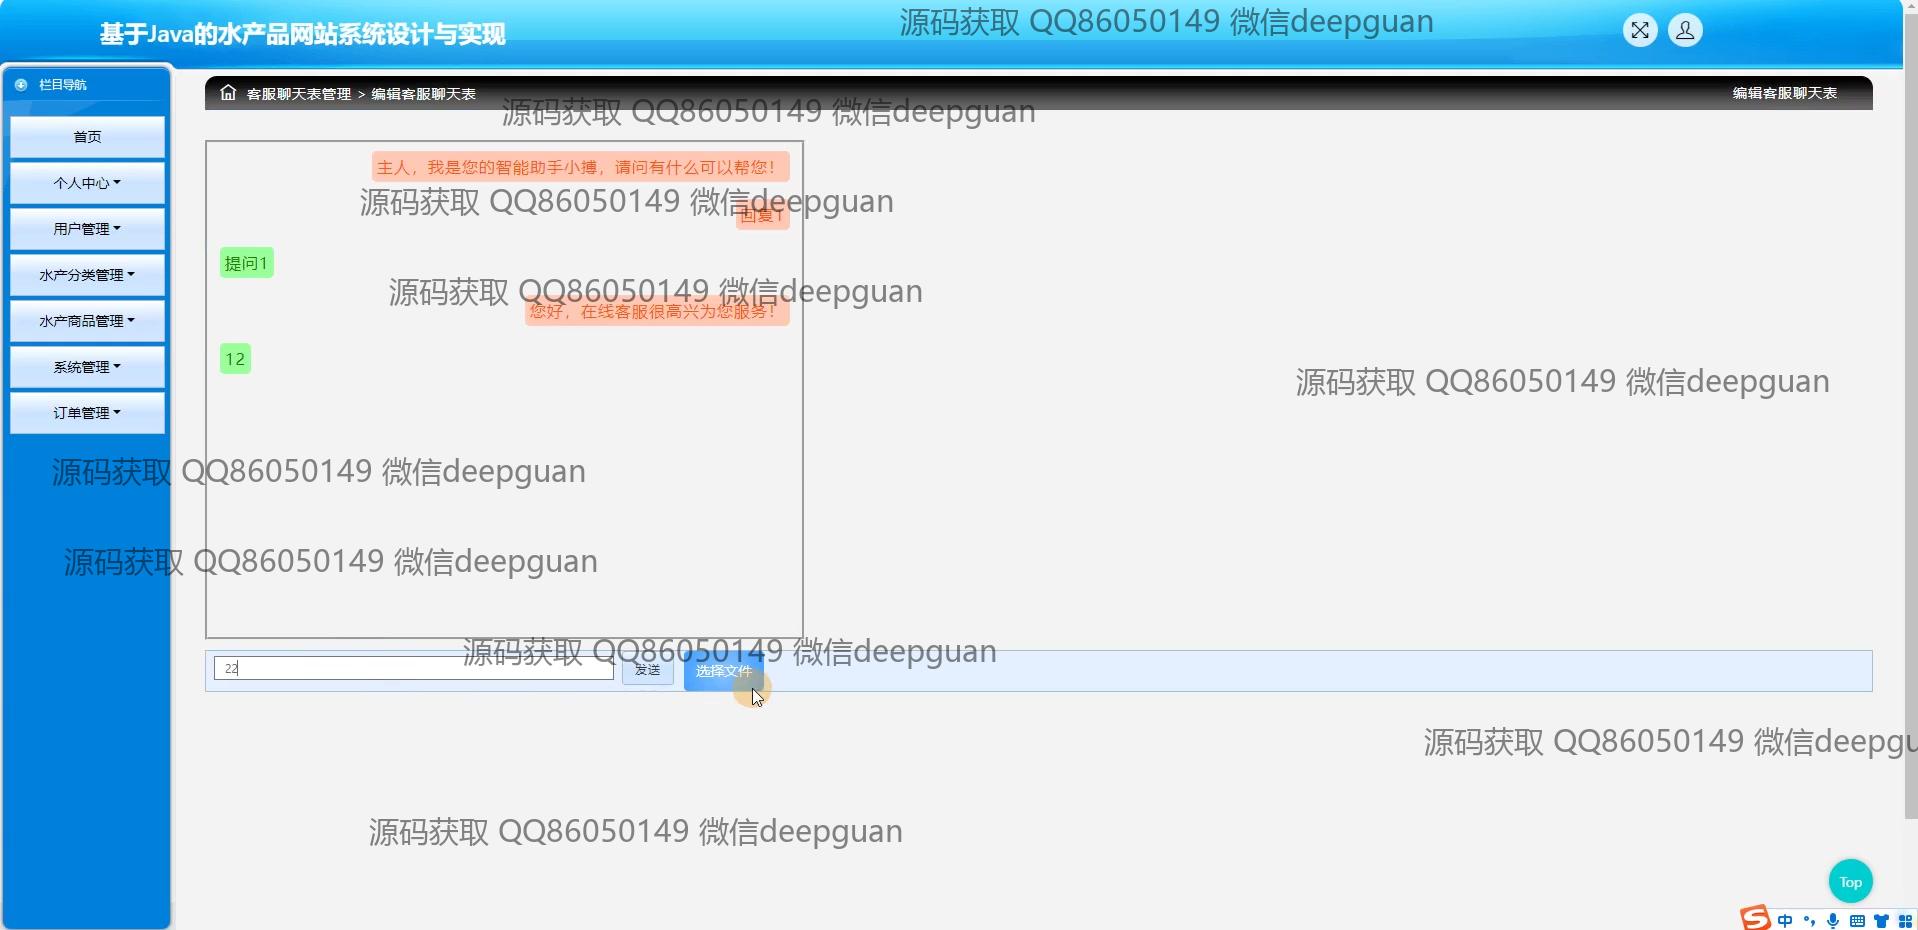 基于Java的水产品网站系统设计与实现
源码获取 QQ86050149 微信deepguan
栏目导航
客服聊天表管理 > 编辑客服聊天表
编辑客服聊天表
源码获取 QQ86050149 微信deepguan
首页
个人中心
用户管理
水产分类管理
水产商品管理
系统管理
订单管理
主人，我是您的智能助手小搏，请问有什么可以帮您！
源码获取 QQ86050149 微信deepguan
回复1
提问1
源码获取 QQ86050149 微信deepguan
您好，在线客服很高兴为您服务！
12
源码获取 QQ86050149 微信deepguan
源码获取 QQ86050149 微信deepguan
源码获取 QQ86050149 微信deepguan
源码获取 QQ86050149 微信deepguan
22
发送
选择文件
源码获取 QQ86050149 微信deepgu
源码获取 QQ86050149 微信deepguan
Top
中